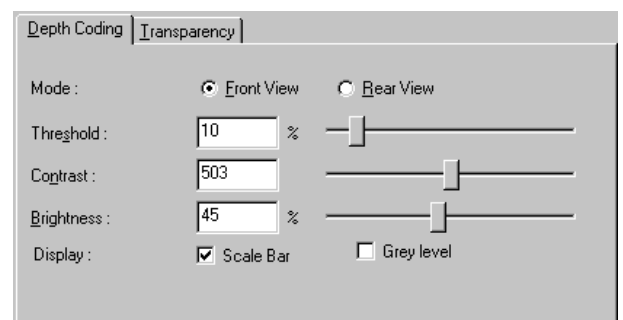 Depth Coding Transparency
Mode : Front View Rear View
Threshold : 10 %
Contrast : 503
Brightness : 45 %
Display : Scale Bar Grey level